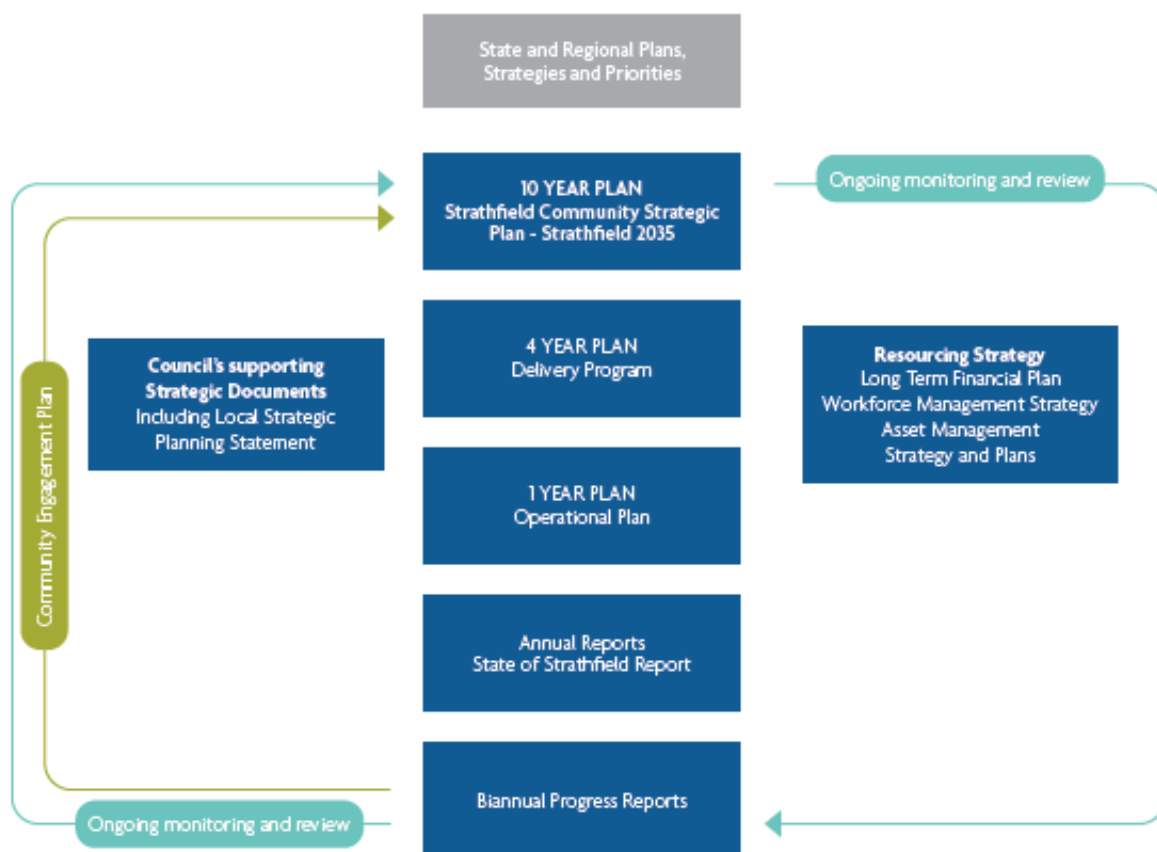 State and Regional Plans,
Strategies and Priorities
10 YEAR PLAN
Strathfield Community Strategic
Plan - Strathfield 2035
Ongoing monitoring and review
4 YEAR PLAN
Delivery Program
Council's supporting
Strategic Documents
Including Local Strategic
Planning Statement
Resourcing Strategy
Long Term Financial Plan
Workforce Management Strategy
Asset Management
Strategy and Plans
Community Engagement Plan
1 YEAR PLAN
Operational Plan
Annual Reports
State of Strathfield Report
Biannual Progress Reports
Ongoing monitoring and review